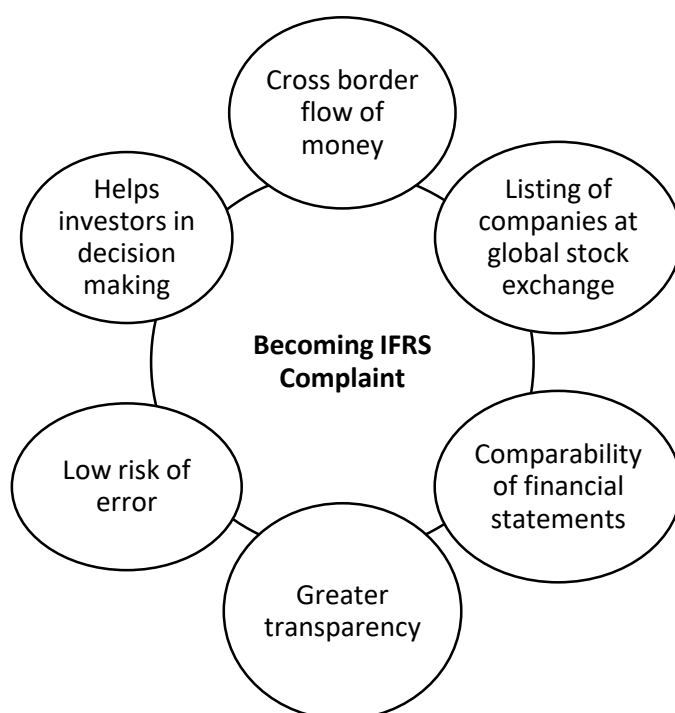 Cross border
flow of
money
Listing of
companies at
global stock
exchange
Comparability
of financial
statements
Greater
transparency
Low risk of
error
Helps
investors in
decision
making
Becoming IFRS
Complaint